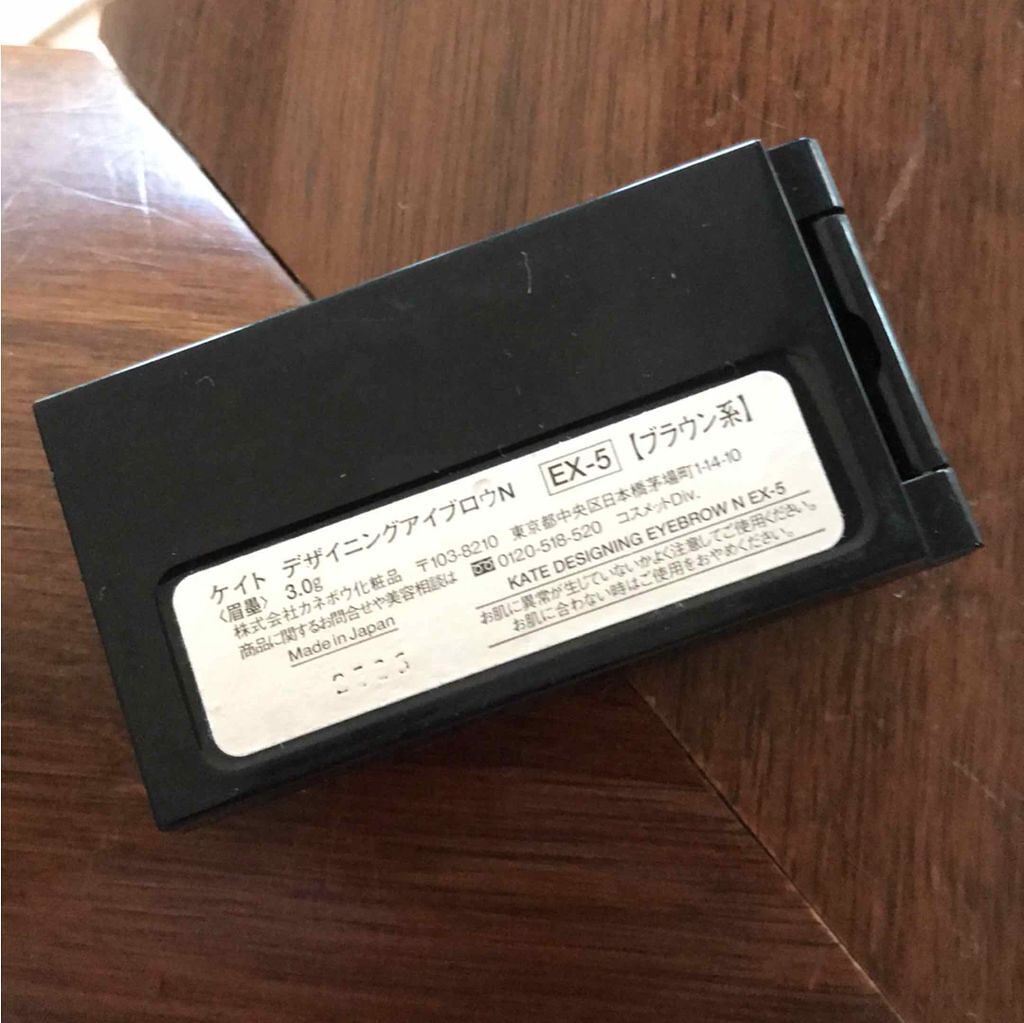 ケイト デザイニングアイブロウN EX-5 【ブラウン系】
〈眉墨〉 3.0g
株式会社カネボウ化粧品 〒103-8210 東京都中央区日本橋茅場町1-14-10
商品に関するお問合せや美容相談は 0120-518-520 コスメットDiv.
Made in Japan
KATE DESIGNING EYEBROW N EX-5
お肌に異常が生じていないかよく注意してご使用ください。
お肌に合わない時はご使用をおやめください。